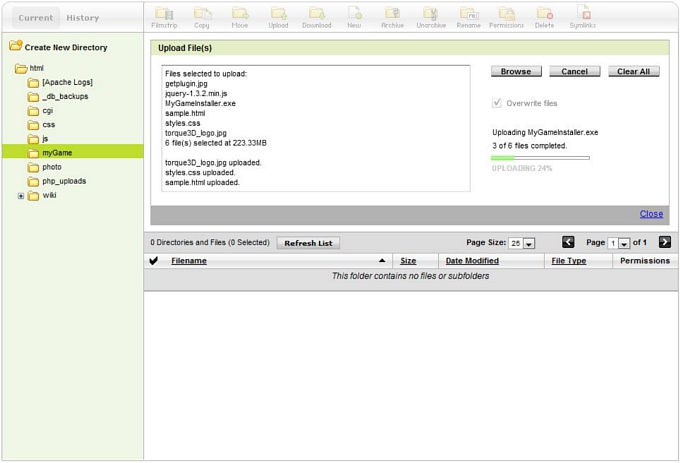 Current History
Filmstrip Copy Move Upload Download New Archive Unarchive Rename Permissions Delete Symlinks
Create New Directory
html
[Apache Logs]
_db_backups
cgi
css
js
myGame
photo
php_uploads
wiki
Upload File(s)
Files selected to upload:
getplugin.jpg
jquery-1.3.2.min.js
MyGameInstaller.exe
sample.html
styles.css
torque3D_logo.jpg
6 file(s) selected at 223.33MB
torque3D_logo.jpg uploaded.
styles.css uploaded.
sample.html uploaded.
Browse Cancel Clear All
Overwrite files
Uploading MyGameInstaller.exe
3 of 6 files completed.
UPLOADING 24%
Close
0 Directories and Files (0 Selected) Refresh List Page Size: 25 Page 1 of 1
Filename Size Date Modified File Type Permissions
This folder contains no files or subfolders